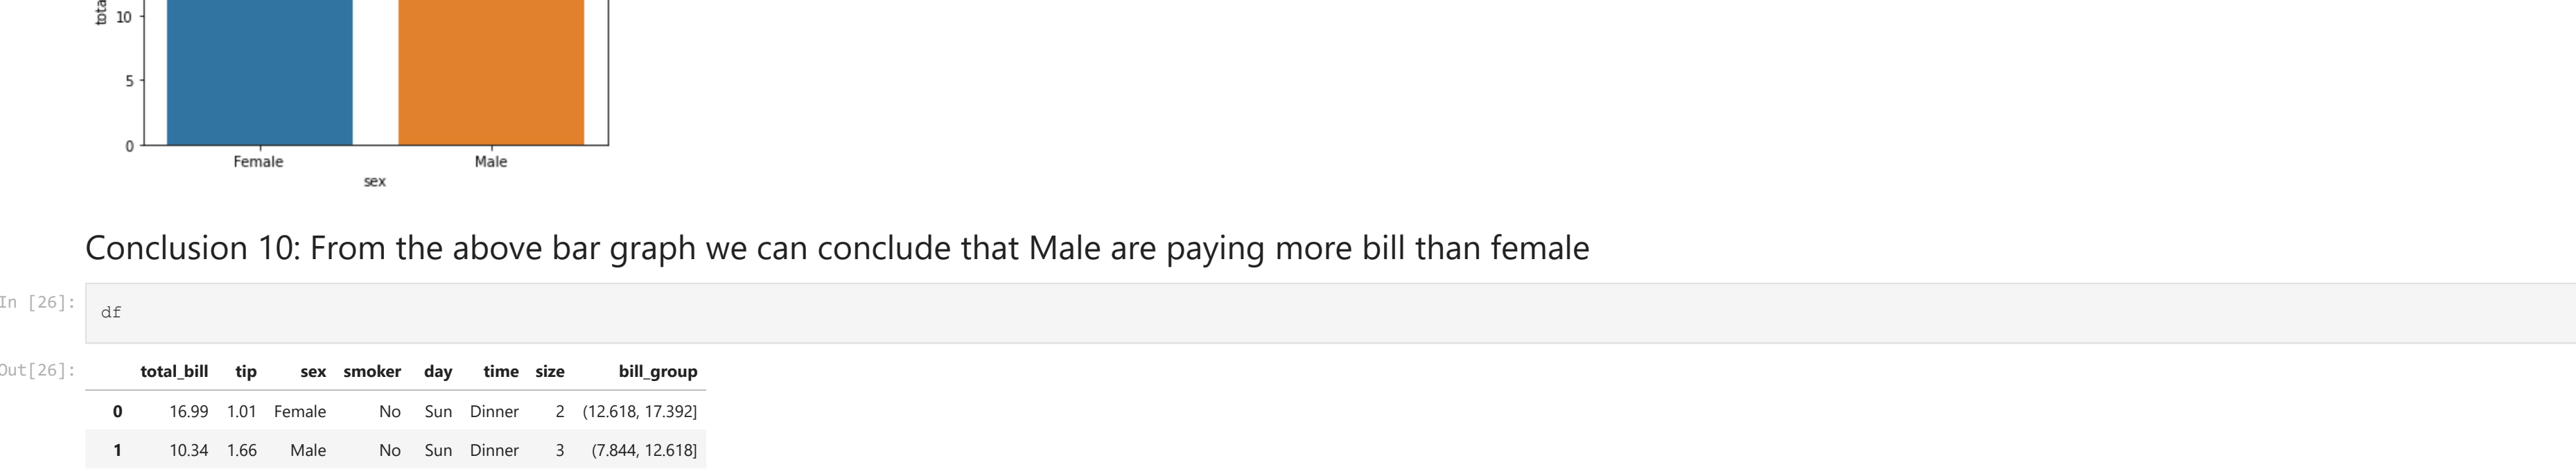 10
5
0
Female Male
sex
Conclusion 10: From the above bar graph we can conclude that Male are paying more bill than female
In [26]:
df
Out[26]:
total_bill tip sex smoker day time size bill_group
0 16.99 1.01 Female No Sun Dinner 2 (12.618, 17.392]
1 10.34 1.66 Male No Sun Dinner 3 (7.844, 12.618]